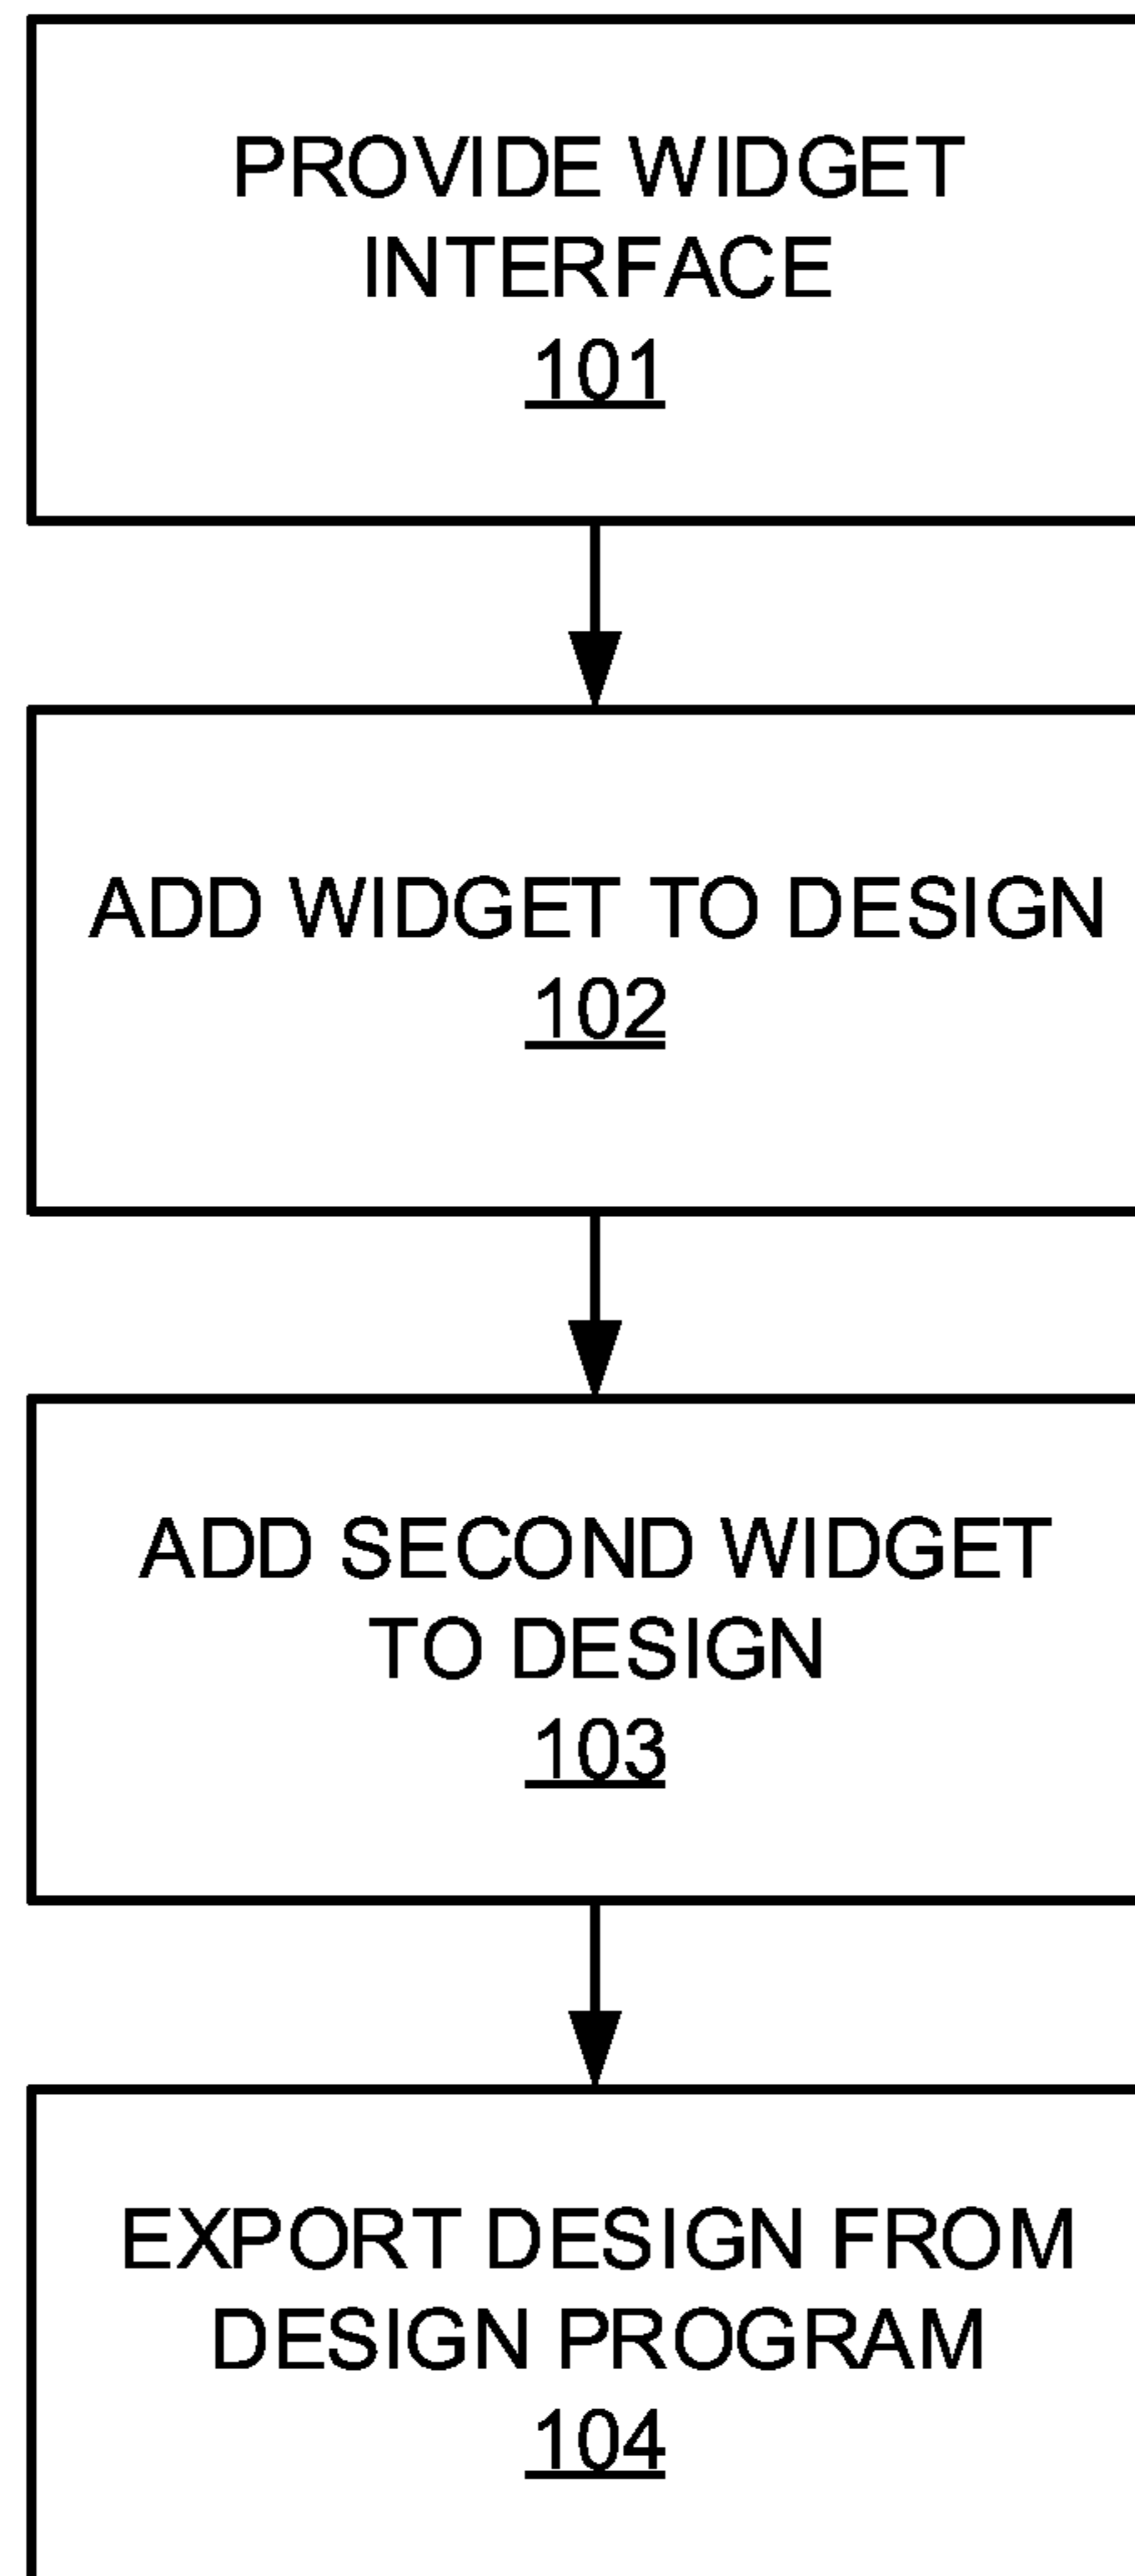 PROVIDE WIDGET
INTERFACE
101
ADD WIDGET TO DESIGN
102
ADD SECOND WIDGET
TO DESIGN
103
EXPORT DESIGN FROM
DESIGN PROGRAM
104